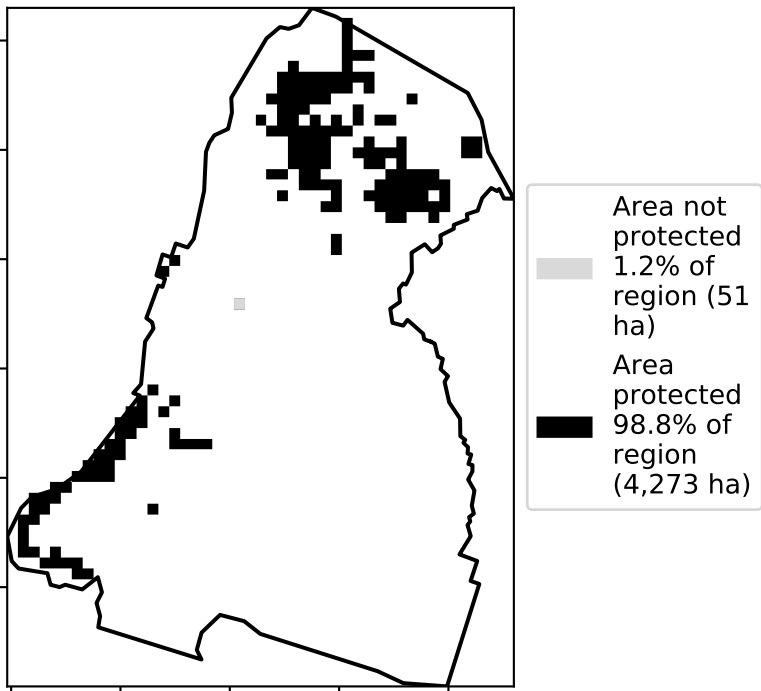 Area not
protected
1.2% of
region (51
ha)
Area
protected
98.8% of
region
(4,273 ha)